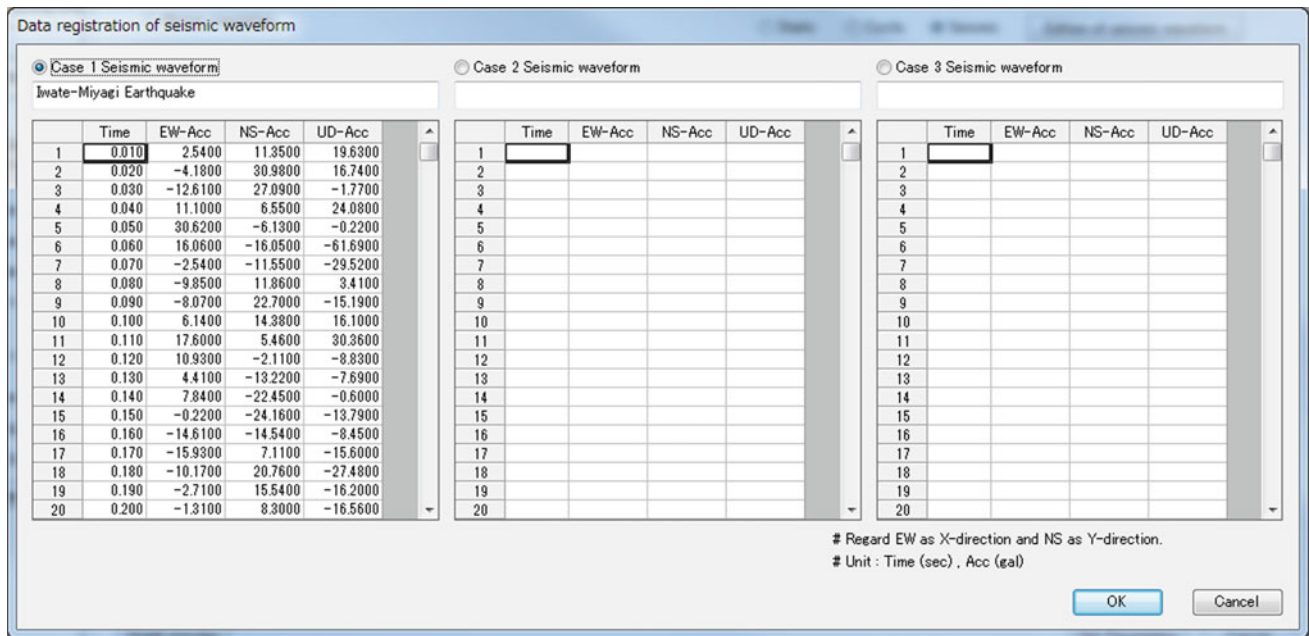 Data registration of seismic waveform
Case 1 Seismic waveform
Iwate-Miyagi Earthquake
Time EW-Acc NS-Acc UD-Acc
1 0.010 2.5400 11.3500 19.6300
2 0.020 -4.1800 30.9800 16.7400
3 0.030 -12.6100 27.0900 -1.7700
4 0.040 11.1000 6.5500 24.0800
5 0.050 30.6200 -6.1300 -0.2200
6 0.060 16.0600 -16.0500 -61.6900
7 0.070 -2.5400 -11.5500 -29.5200
8 0.080 -9.8500 11.8600 3.4100
9 0.090 -8.0700 22.7000 -15.1900
10 0.100 6.1400 14.3800 16.1000
11 0.110 17.6000 5.4600 30.3600
12 0.120 10.9300 -2.1100 -8.8300
13 0.130 4.4100 -13.2200 -7.6900
14 0.140 7.8400 -22.4500 -0.6000
15 0.150 -0.2200 -24.1600 -13.7900
16 0.160 -14.6100 -14.5400 -8.4500
17 0.170 -15.9300 7.1100 -15.6000
18 0.180 -10.1700 20.7600 -27.4800
19 0.190 -2.7100 15.5400 -16.2000
20 0.200 -1.3100 8.3000 -16.5600
Case 2 Seismic waveform
Time EW-Acc NS-Acc UD-Acc
1
2
3
4
5
6
7
8
9
10
11
12
13
14
15
16
17
18
19
20
Case 3 Seismic waveform
Time EW-Acc NS-Acc UD-Acc
1
2
3
4
5
6
7
8
9
10
11
12
13
14
15
16
17
18
19
20
# Regard EW as X-direction and NS as Y-direction.
# Unit : Time (sec) , Acc (gal)
OK Cancel